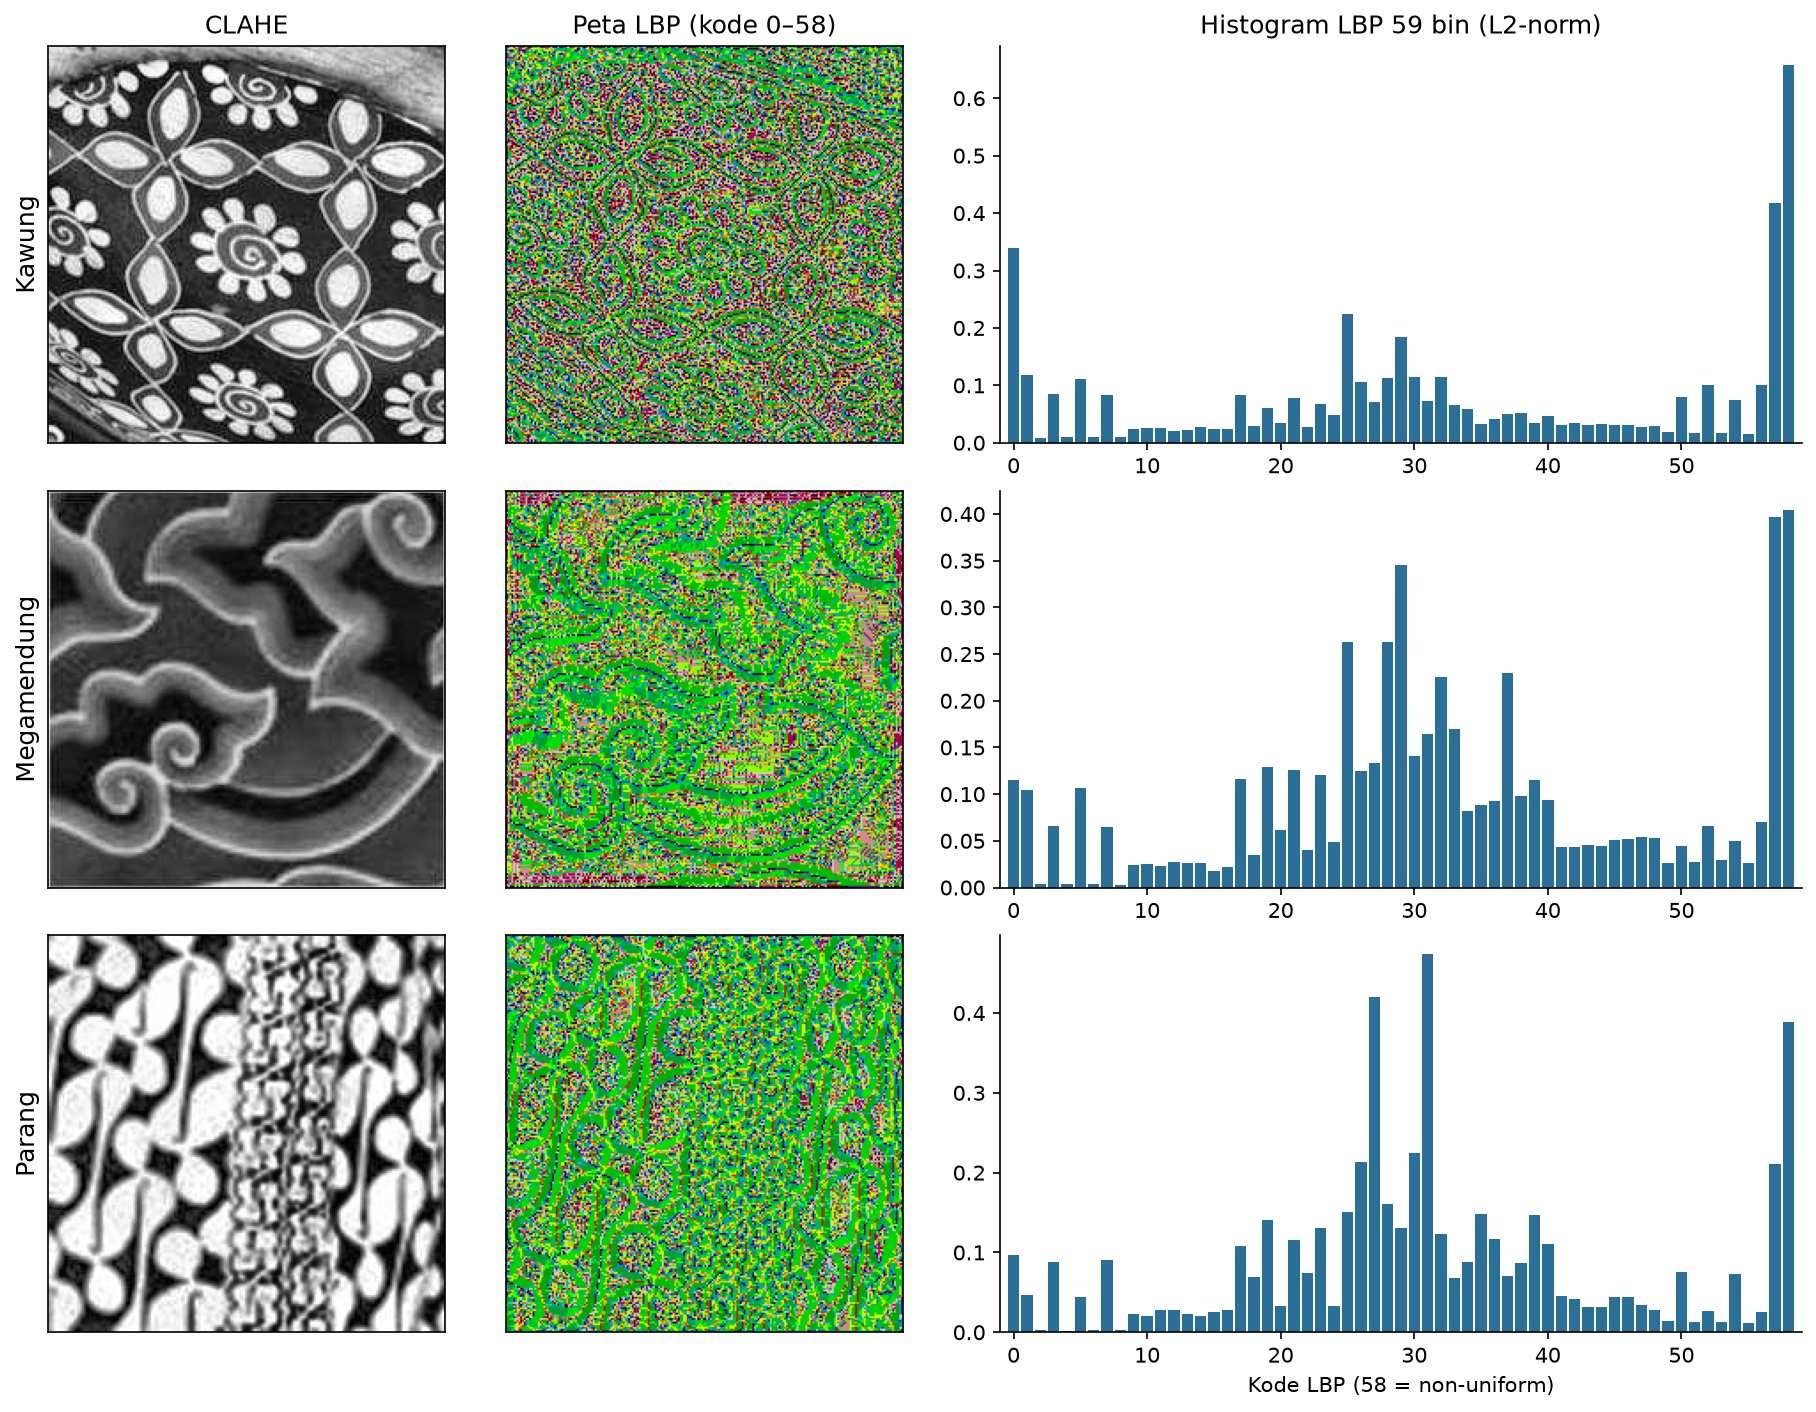 CLAHE
Peta LBP (kode 0–58)
Histogram LBP 59 bin (L2-norm)
Kawung
0.6
0.5
0.4
0.3
0.2
0.1
0.0
0 10 20 30 40 50
Megamendung
0.40
0.35
0.30
0.25
0.20
0.15
0.10
0.05
0.00
0 10 20 30 40 50
Parang
0.4
0.3
0.2
0.1
0.0
0 10 20 30 40 50
Kode LBP (58 = non-uniform)